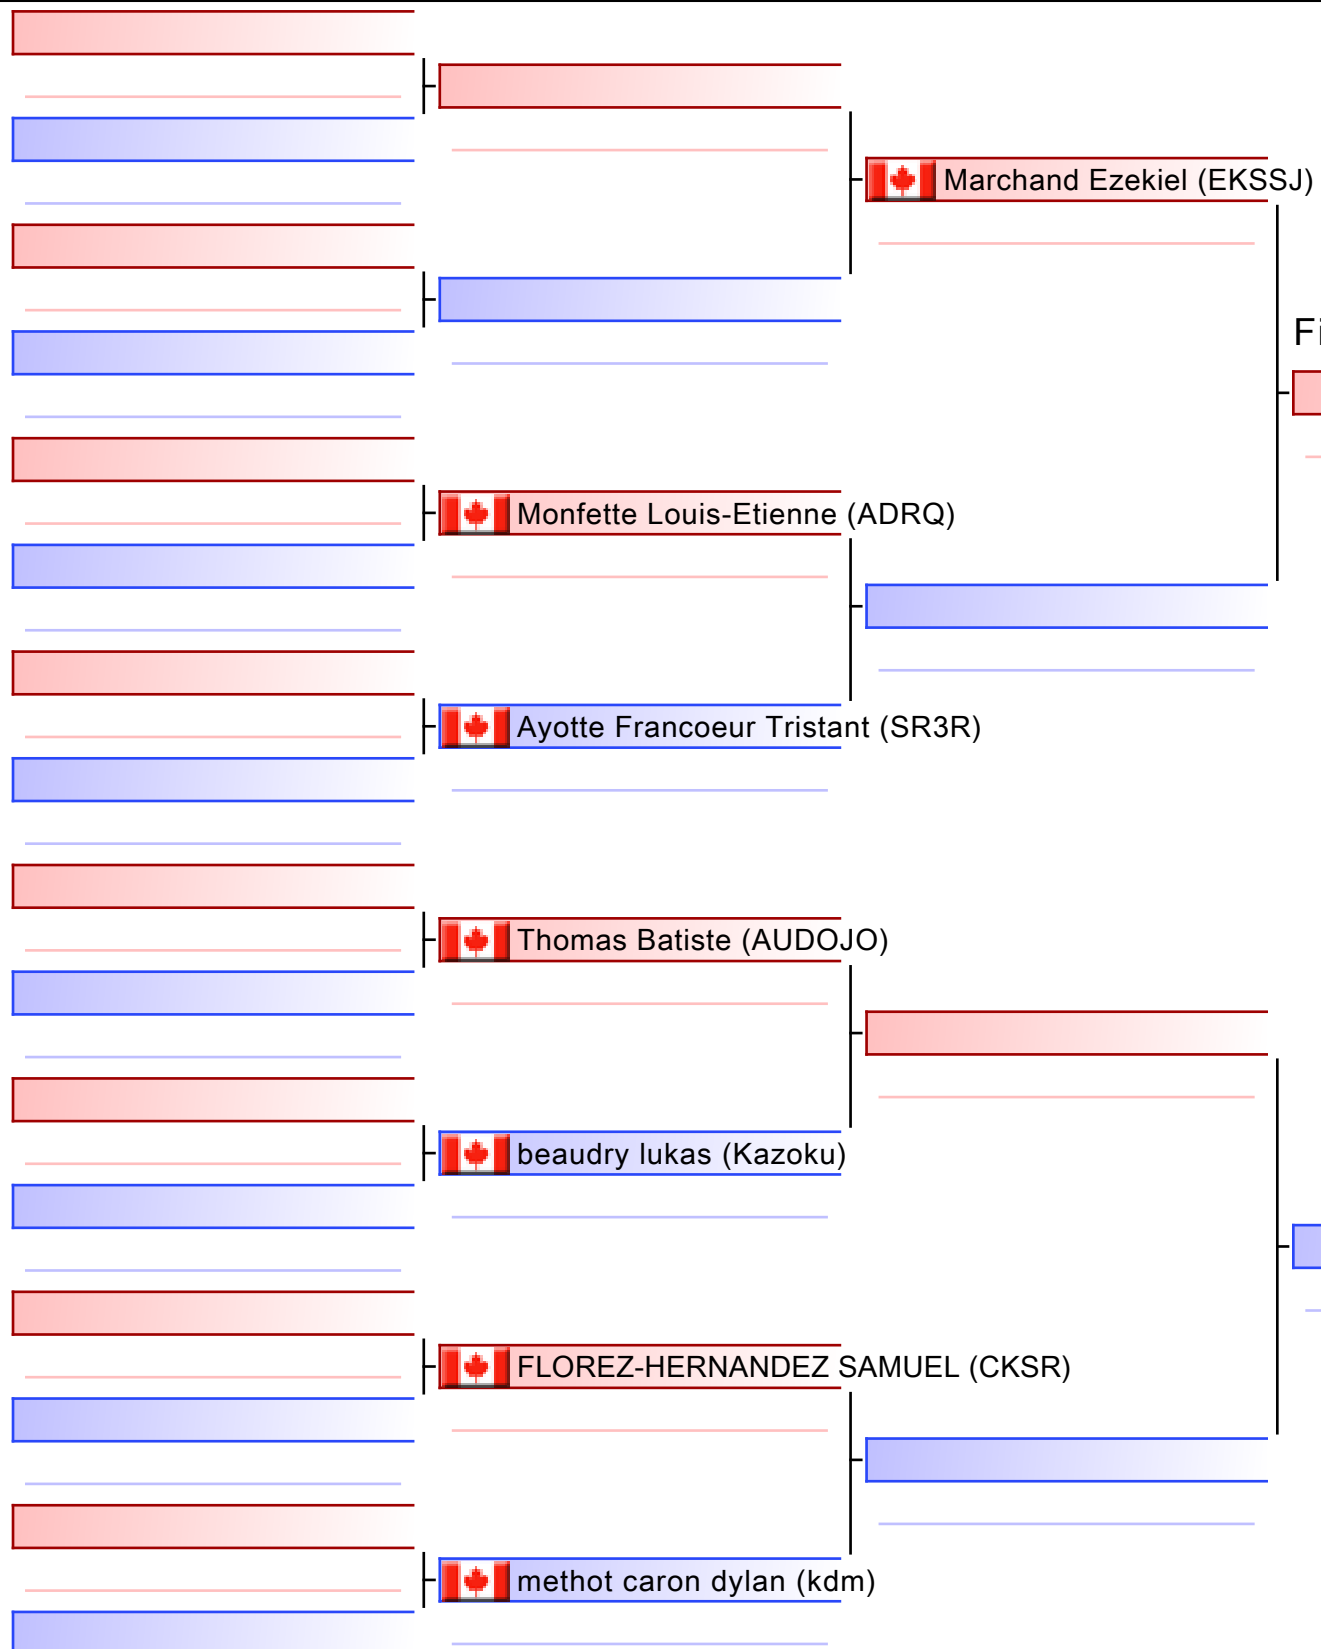 Marchand Ezekiel (EKSSJ)
Monfette Louis-Etienne (ADRQ)
Ayotte Francoeur Tristant (SR3R)
Thomas Batiste (AUDOJO)
beaudry lukas (Kazoku)
FLOREZ-HERNANDEZ SAMUEL (CKSR)
methot caron dylan (kdm)